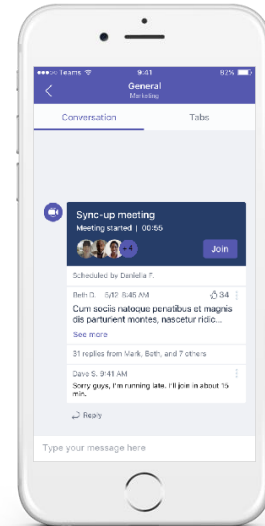 Teams 9:41 82%
General
Marketing
Conversation Tabs
Sync-up meeting
Meeting started | 00:55
+4 Join
Scheduled by Daniella F.
Beth D. 5/12 8:45 AM 34
Cum sociis natoque penatibus et magnis
dis parturient montes, nascetur ridic...
See more
31 replies from Mark, Beth, and 7 others
Dave S. 9:41 AM
Sorry guys, I'm running late. I'll join in about 15
min.
Reply
Type your message here